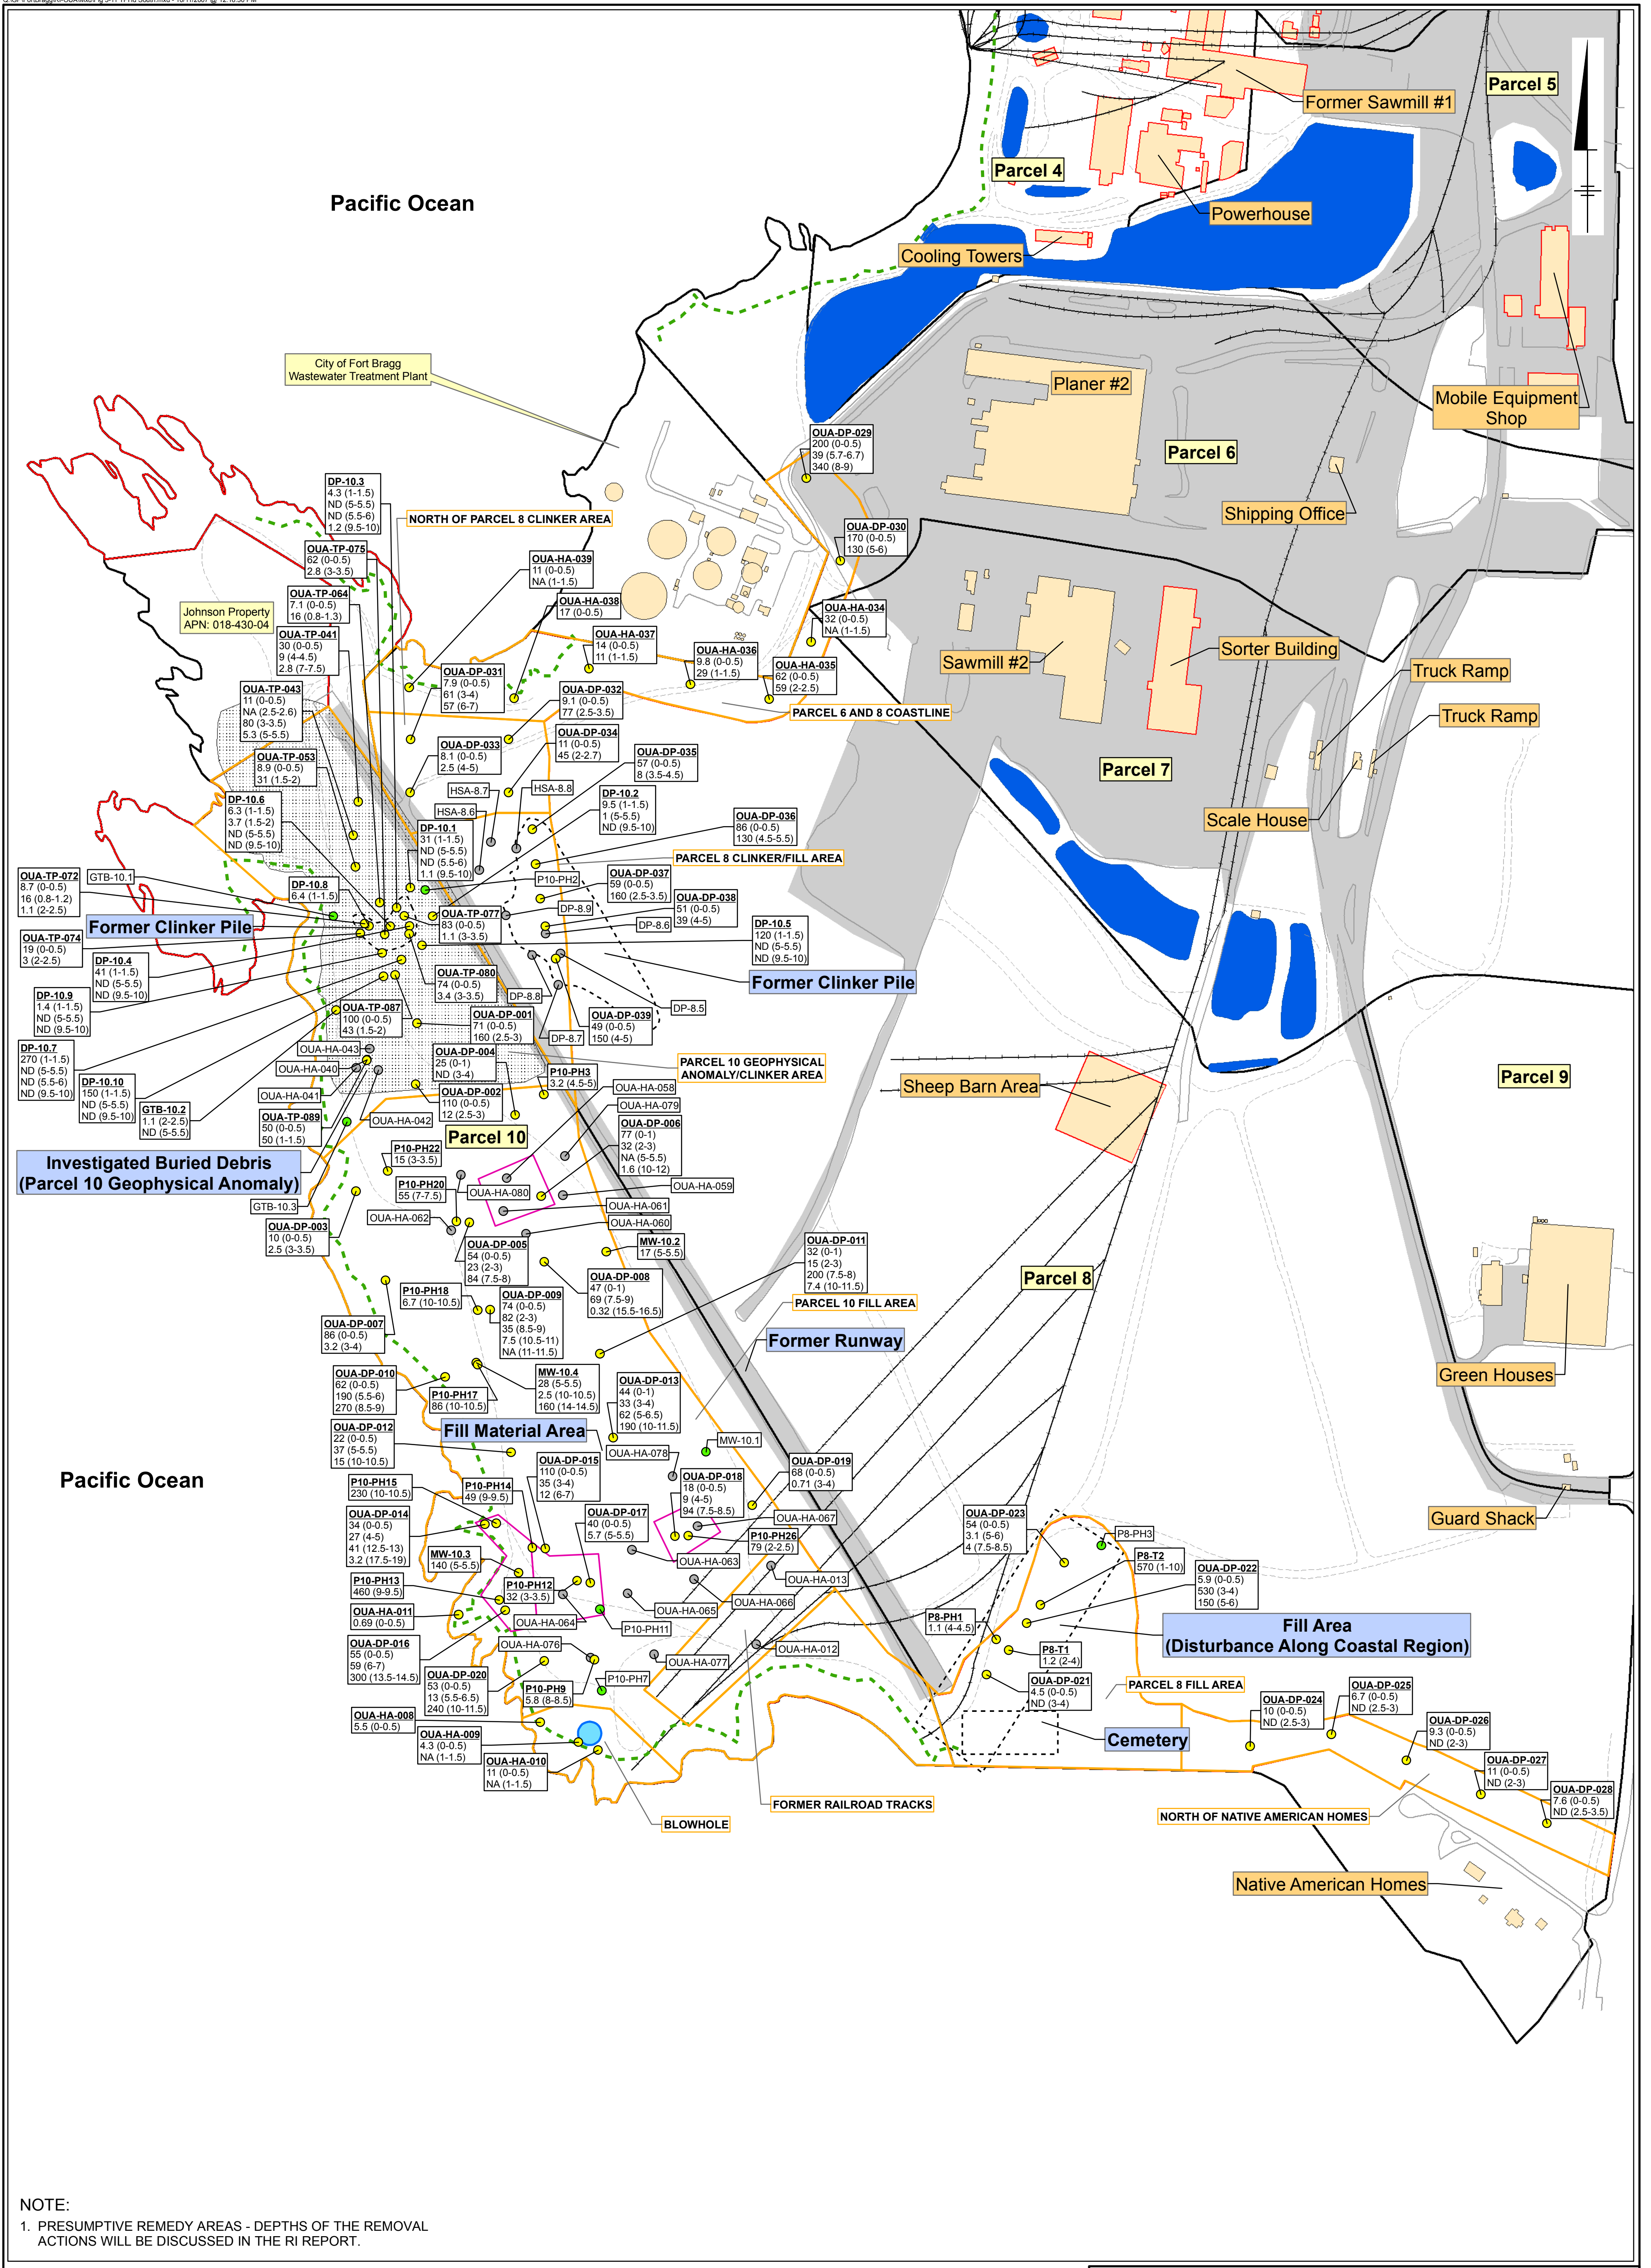 Pacific Ocean
Parcel 5
Former Sawmill #1
Parcel 4
Powerhouse
Cooling Towers
City of Fort Bragg
Wastewater Treatment Plant
Planer #2
Mobile Equipment
Shop
Parcel 6
OUA-DP-029
200 (0-0.5)
39 (5.7-6.7)
340 (8-9)
Shipping Office
DP-10.3
4.3 (1-1.5)
ND (5-5.5)
ND (5.5-6)
1.2 (9.5-10)
NORTH OF PARCEL 8 CLINKER AREA
OUA-DP-030
170 (0-0.5)
130 (5-6)
OUA-TP-075
62 (0-0.5)
2.8 (3-3.5)
OUA-HA-039
11 (0-0.5)
NA (1-1.5)
OUA-TP-064
7.1 (0-0.5)
16 (0.8-1.3)
OUA-HA-038
17 (0-0.5)
Johnson Property
APN: 018-430-04
OUA-HA-034
32 (0-0.5)
NA (1-1.5)
OUA-TP-041
30 (0-0.5)
9 (4-4.5)
2.8 (7-7.5)
OUA-HA-037
14 (0-0.5)
11 (1-1.5)
OUA-HA-036
9.8 (0-0.5)
29 (1-1.5)
OUA-HA-035
62 (0-0.5)
59 (2-2.5)
Sawmill #2
Sorter Building
Truck Ramp
OUA-DP-031
7.9 (0-0.5)
61 (3-4)
57 (6-7)
OUA-TP-043
11 (0-0.5)
NA (2.5-2.6)
80 (3-3.5)
5.3 (5-5.5)
OUA-DP-032
9.1 (0-0.5)
77 (2.5-3.5)
PARCEL 6 AND 8 COASTLINE
Truck Ramp
OUA-DP-034
11 (0-0.5)
45 (2-2.7)
OUA-DP-033
8.1 (0-0.5)
2.5 (4-5)
OUA-DP-035
57 (0-0.5)
8 (3.5-4.5)
OUA-TP-053
8.9 (0-0.5)
31 (1.5-2)
Parcel 7
HSA-8.7
HSA-8.8
DP-10.6
6.3 (1-1.5)
3.7 (1.5-2)
ND (5-5.5)
ND (9.5-10)
DP-10.2
9.5 (1-1.5)
1 (5-5.5)
ND (9.5-10)
HSA-8.6
OUA-DP-036
86 (0-0.5)
130 (4.5-5.5)
Scale House
DP-10.1
31 (1-1.5)
ND (5-5.5)
ND (5.5-6)
1.1 (9.5-10)
PARCEL 8 CLINKER/FILL AREA
OUA-TP-072
8.7 (0-0.5)
16 (0.8-1.2)
1.1 (2-2.5)
GTB-10.1
DP-10.8
6.4 (1-1.5)
P10-PH2
OUA-DP-037
59 (0-0.5)
160 (2.5-3.5)
OUA-DP-038
51 (0-0.5)
39 (4-5)
Former Clinker Pile
OUA-TP-077
83 (0-0.5)
1.1 (3-3.5)
DP-8.9
DP-8.6
DP-10.5
120 (1-1.5)
ND (5-5.5)
ND (9.5-10)
OUA-TP-074
19 (0-0.5)
3 (2-2.5)
DP-10.4
41 (1-1.5)
ND (5-5.5)
ND (9.5-10)
OUA-TP-080
74 (0-0.5)
3.4 (3-3.5)
Former Clinker Pile
DP-10.9
1.4 (1-1.5)
ND (5-5.5)
ND (9.5-10)
DP-8.8
DP-8.5
OUA-TP-087
100 (0-0.5)
43 (1.5-2)
OUA-DP-001
71 (0-0.5)
160 (2.5-3)
OUA-DP-039
49 (0-0.5)
150 (4-5)
DP-8.7
DP-10.7
270 (1-1.5)
ND (5-5.5)
ND (5.5-6)
ND (9.5-10)
OUA-HA-043
OUA-DP-004
25 (0-1)
ND (3-4)
PARCEL 10 GEOPHYSICAL
ANOMALY/CLINKER AREA
OUA-HA-040
P10-PH3
3.2 (4.5-5)
DP-10.10
150 (1-1.5)
ND (5-5.5)
ND (9.5-10)
OUA-HA-058
Sheep Barn Area
Parcel 9
OUA-HA-041
OUA-DP-002
110 (0-0.5)
12 (2.5-3)
GTB-10.2
1.1 (2-2.5)
ND (5-5.5)
OUA-HA-079
OUA-TP-089
50 (0-0.5)
50 (1-1.5)
OUA-HA-042
OUA-DP-006
77 (0-1)
32 (2-3)
NA (5-5.5)
1.6 (10-12)
Parcel 10
Investigated Buried Debris
(Parcel 10 Geophysical Anomaly)
P10-PH22
15 (3-3.5)
P10-PH20
55 (7-7.5)
OUA-HA-080
OUA-HA-059
GTB-10.3
OUA-HA-061
OUA-HA-062
OUA-HA-060
OUA-DP-003
10 (0-0.5)
2.5 (3-3.5)
OUA-DP-005
54 (0-0.5)
23 (2-3)
84 (7.5-8)
MW-10.2
17 (5-5.5)
OUA-DP-011
32 (0-1)
15 (2-3)
200 (7.5-8)
7.4 (10-11.5)
OUA-DP-008
47 (0-1)
69 (7.5-9)
0.32 (15.5-16.5)
Parcel 8
P10-PH18
6.7 (10-10.5)
OUA-DP-009
74 (0-0.5)
82 (2-3)
35 (8.5-9)
7.5 (10.5-11)
NA (11-11.5)
PARCEL 10 FILL AREA
OUA-DP-007
86 (0-0.5)
3.2 (3-4)
Former Runway
Green Houses
OUA-DP-010
62 (0-0.5)
190 (5.5-6)
270 (8.5-9)
MW-10.4
28 (5-5.5)
2.5 (10-10.5)
160 (14-14.5)
OUA-DP-013
44 (0-1)
33 (3-4)
62 (5-6.5)
190 (10-11.5)
P10-PH17
86 (10-10.5)
OUA-DP-012
22 (0-0.5)
37 (5-5.5)
15 (10-10.5)
Fill Material Area
MW-10.1
OUA-HA-078
Pacific Ocean
OUA-DP-015
110 (0-0.5)
35 (3-4)
12 (6-7)
OUA-DP-019
68 (0-0.5)
0.71 (3-4)
P10-PH15
230 (10-10.5)
P10-PH14
49 (9-9.5)
OUA-DP-018
18 (0-0.5)
9 (4-5)
94 (7.5-8.5)
OUA-DP-014
34 (0-0.5)
27 (4-5)
41 (12.5-13)
3.2 (17.5-19)
OUA-DP-017
40 (0-0.5)
5.7 (5-5.5)
OUA-HA-067
OUA-DP-023
54 (0-0.5)
3.1 (5-6)
4 (7.5-8.5)
Guard Shack
P10-PH26
79 (2-2.5)
P8-PH3
MW-10.3
140 (5-5.5)
OUA-HA-063
P8-T2
570 (1-10)
OUA-DP-022
5.9 (0-0.5)
530 (3-4)
150 (5-6)
P10-PH13
460 (9-9.5)
P10-PH12
32 (3-3.5)
OUA-HA-013
OUA-HA-066
OUA-HA-011
0.69 (0-0.5)
OUA-HA-065
OUA-HA-064
P10-PH11
P8-PH1
1.1 (4-4.5)
Fill Area
(Disturbance Along Coastal Region)
OUA-DP-016
55 (0-0.5)
59 (6-7)
300 (13.5-14.5)
OUA-HA-076
OUA-HA-012
P8-T1
1.2 (2-4)
OUA-HA-077
OUA-DP-020
53 (0-0.5)
13 (5.5-6.5)
240 (10-11.5)
P10-PH7
P10-PH9
5.8 (8-8.5)
OUA-DP-021
4.5 (0-0.5)
ND (3-4)
PARCEL 8 FILL AREA
OUA-DP-025
6.7 (0-0.5)
ND (2.5-3)
OUA-DP-024
10 (0-0.5)
ND (2.5-3)
OUA-HA-008
5.5 (0-0.5)
OUA-DP-026
9.3 (0-0.5)
ND (2-3)
OUA-HA-009
4.3 (0-0.5)
NA (1-1.5)
Cemetery
OUA-HA-010
11 (0-0.5)
NA (1-1.5)
OUA-DP-027
11 (0-0.5)
ND (2-3)
OUA-DP-028
7.6 (0-0.5)
ND (2.5-3.5)
FORMER RAILROAD TRACKS
NORTH OF NATIVE AMERICAN HOMES
BLOWHOLE
Native American Homes
NOTE:
1. PRESUMPTIVE REMEDY AREAS - DEPTHS OF THE REMOVAL
ACTIONS WILL BE DISCUSSED IN THE RI REPORT.